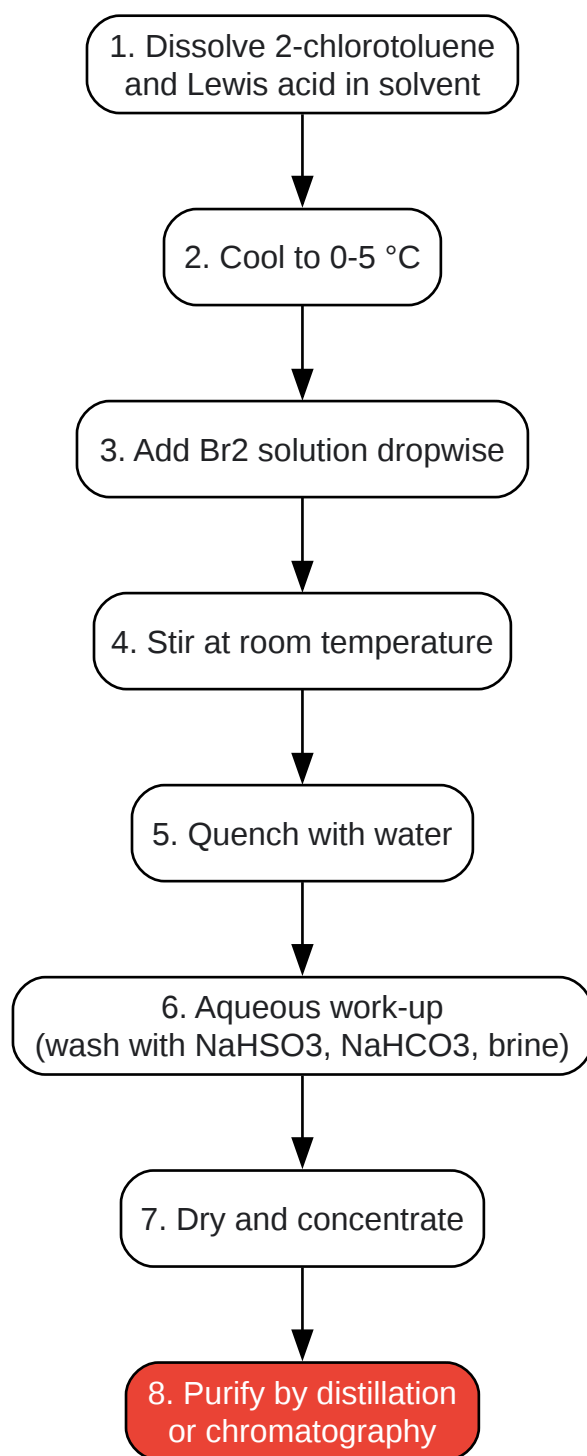 1. Dissolve 2-chlorotoluene
and Lewis acid in solvent
2. Cool to 0-5 °C
3. Add Br2 solution dropwise
4. Stir at room temperature
5. Quench with water
6. Aqueous work-up
(wash with NaHSO3, NaHCO3, brine)
7. Dry and concentrate
8. Purify by distillation
or chromatography